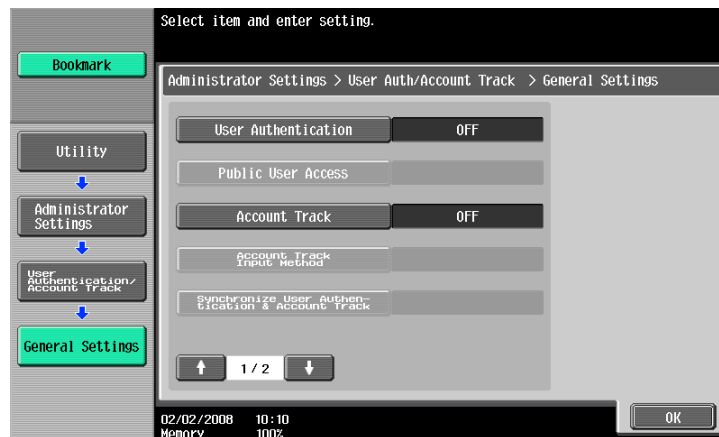 Select item and enter setting.
Bookmark
Administrator Settings > User Auth/Account Track > General Settings
User Authentication OFF
Utility
Public User Access
Administrator
Settings
Account Track OFF
Account Track
Input Method
User
Authentication/
Account Track
Synchronize User Authen-
tication & Account Track
General Settings
1/2
OK
02/02/2008 10:10
Memory 100%